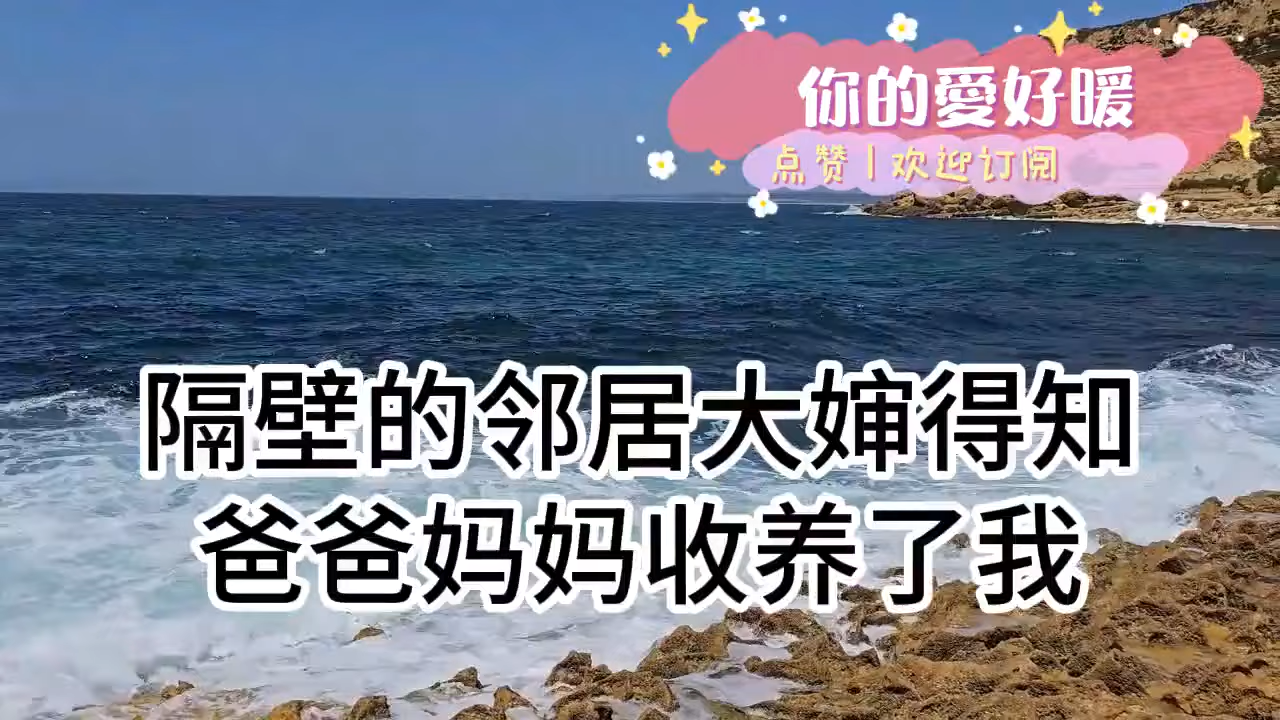 你的愛好暖
点赞丨欢迎订阅
隔壁的邻居大婶得知
爸爸妈妈收养了我